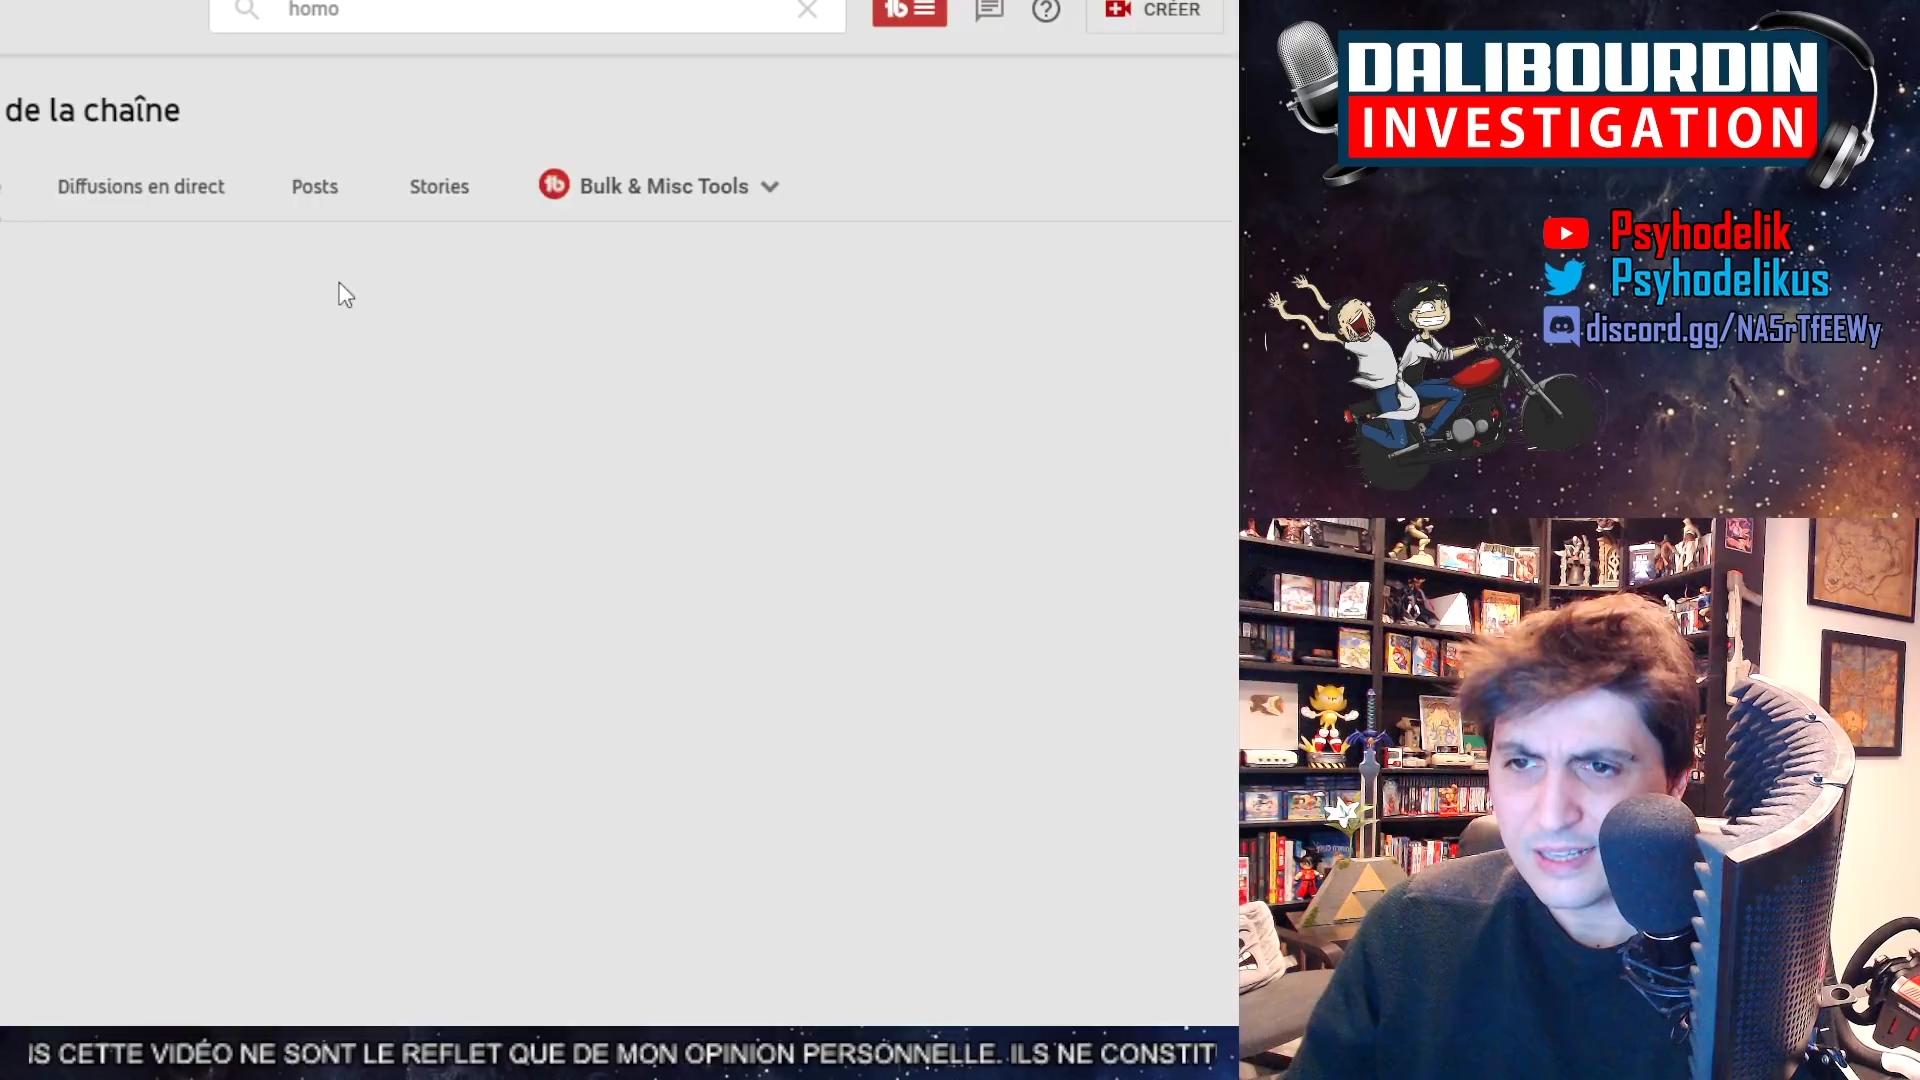 homo
CRÉER
de la chaîne
Diffusions en direct
Posts
Stories
Bulk & Misc Tools
DALIBOURDIN
INVESTIGATION
Psyhodelik
Psyhodelikus
discord.gg/NA5rTfEEWy
CETTE VIDÉO NE SONT LE REFLET QUE DE MON OPINION PERSONNELLE. ILS NE CONSTIT